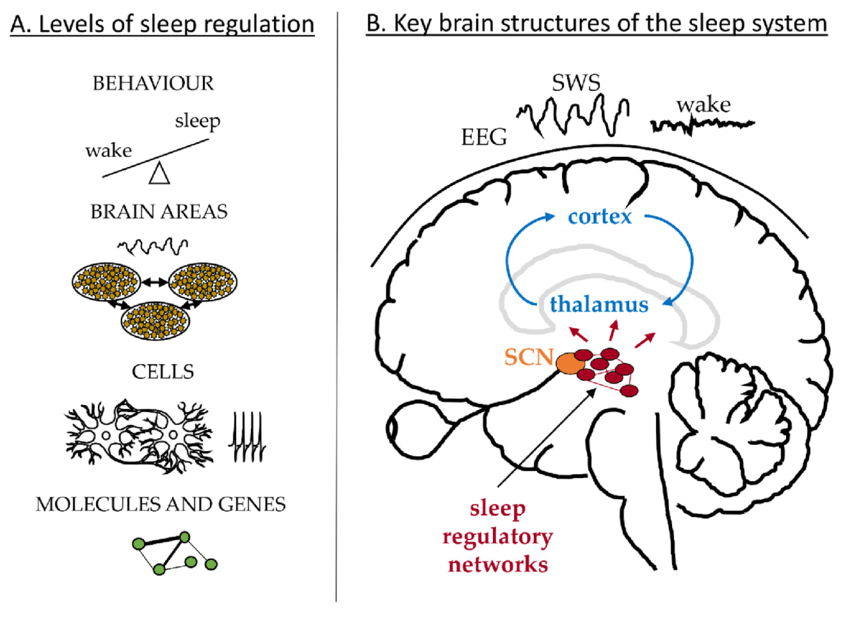 A. Levels of sleep regulation
BEHAVIOUR
sleep
wake
BRAIN AREAS
CELLS
MOLECULES AND GENES
B. Key brain structures of the sleep system
SWS
wake
EEG
cortex
thalamus
SCN
sleep
regulatory
networks